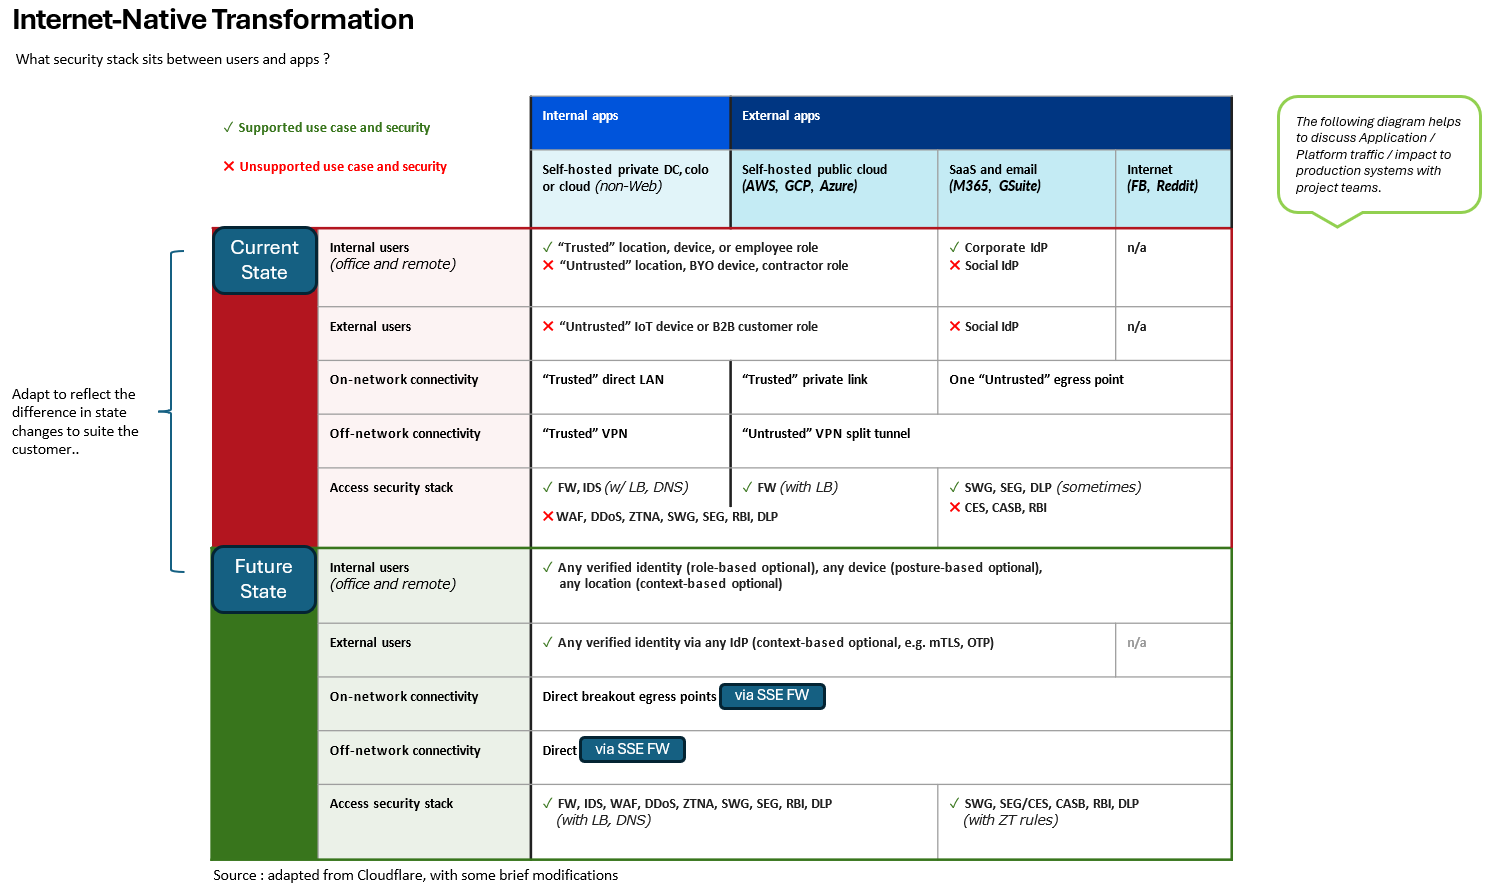 Internet-Native Transformation
What security stack sits between users and apps ?
✓ Supported use case and security
✕ Unsupported use case and security
Internal apps
External apps
Self-hosted private DC, colo
or cloud (non-Web)
Self-hosted public cloud
(AWS, GCP, Azure)
SaaS and email
(M365, GSuite)
Internet
(FB, Reddit)
The following diagram helps
to discuss Application /
Platform traffic / impact to
production systems with
project teams.
Adapt to reflect the
difference in state
changes to suite the
customer..
Current
State
Internal users
(office and remote)
✓ “Trusted” location, device, or employee role
✕ “Untrusted” location, BYO device, contractor role
✓ Corporate IdP
✕ Social IdP
n/a
External users
✕ “Untrusted” IoT device or B2B customer role
✕ Social IdP
n/a
On-network connectivity
“Trusted” direct LAN
“Trusted” private link
One “Untrusted” egress point
Off-network connectivity
“Trusted” VPN
“Untrusted” VPN split tunnel
Access security stack
✓ FW, IDS (w/ LB, DNS)
✓ FW (with LB)
✕ WAF, DDoS, ZTNA, SWG, SEG, RBI, DLP
✓ SWG, SEG, DLP (sometimes)
✕ CES, CASB, RBI
Future
State
Internal users
(office and remote)
✓ Any verified identity (role-based optional), any device (posture-based optional),
any location (context-based optional)
External users
✓ Any verified identity via any IdP (context-based optional, e.g. mTLS, OTP)
n/a
On-network connectivity
Direct breakout egress points via SSE FW
Off-network connectivity
Direct via SSE FW
Access security stack
✓ FW, IDS, WAF, DDoS, ZTNA, SWG, SEG, RBI, DLP
(with LB, DNS)
✓ SWG, SEG/CES, CASB, RBI, DLP
(with ZT rules)
Source : adapted from Cloudflare, with some brief modifications